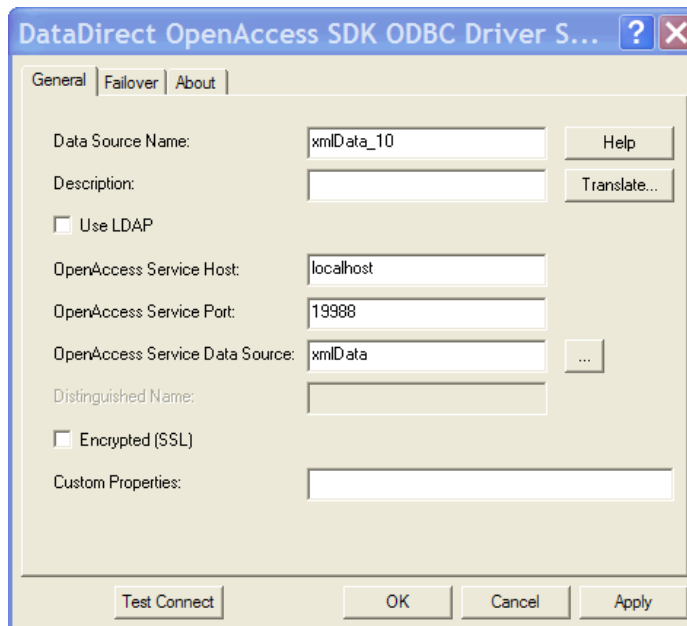 DataDirect OpenAccess SDK ODBC Driver S... ?
General Failover About
Data Source Name: xmlData_10 Help
Description: Translate...
Use LDAP
OpenAccess Service Host: localhost
OpenAccess Service Port: 19988
OpenAccess Service Data Source: xmlData ...
Distinguished Name:
Encrypted (SSL)
Custom Properties:
Test Connect OK Cancel Apply